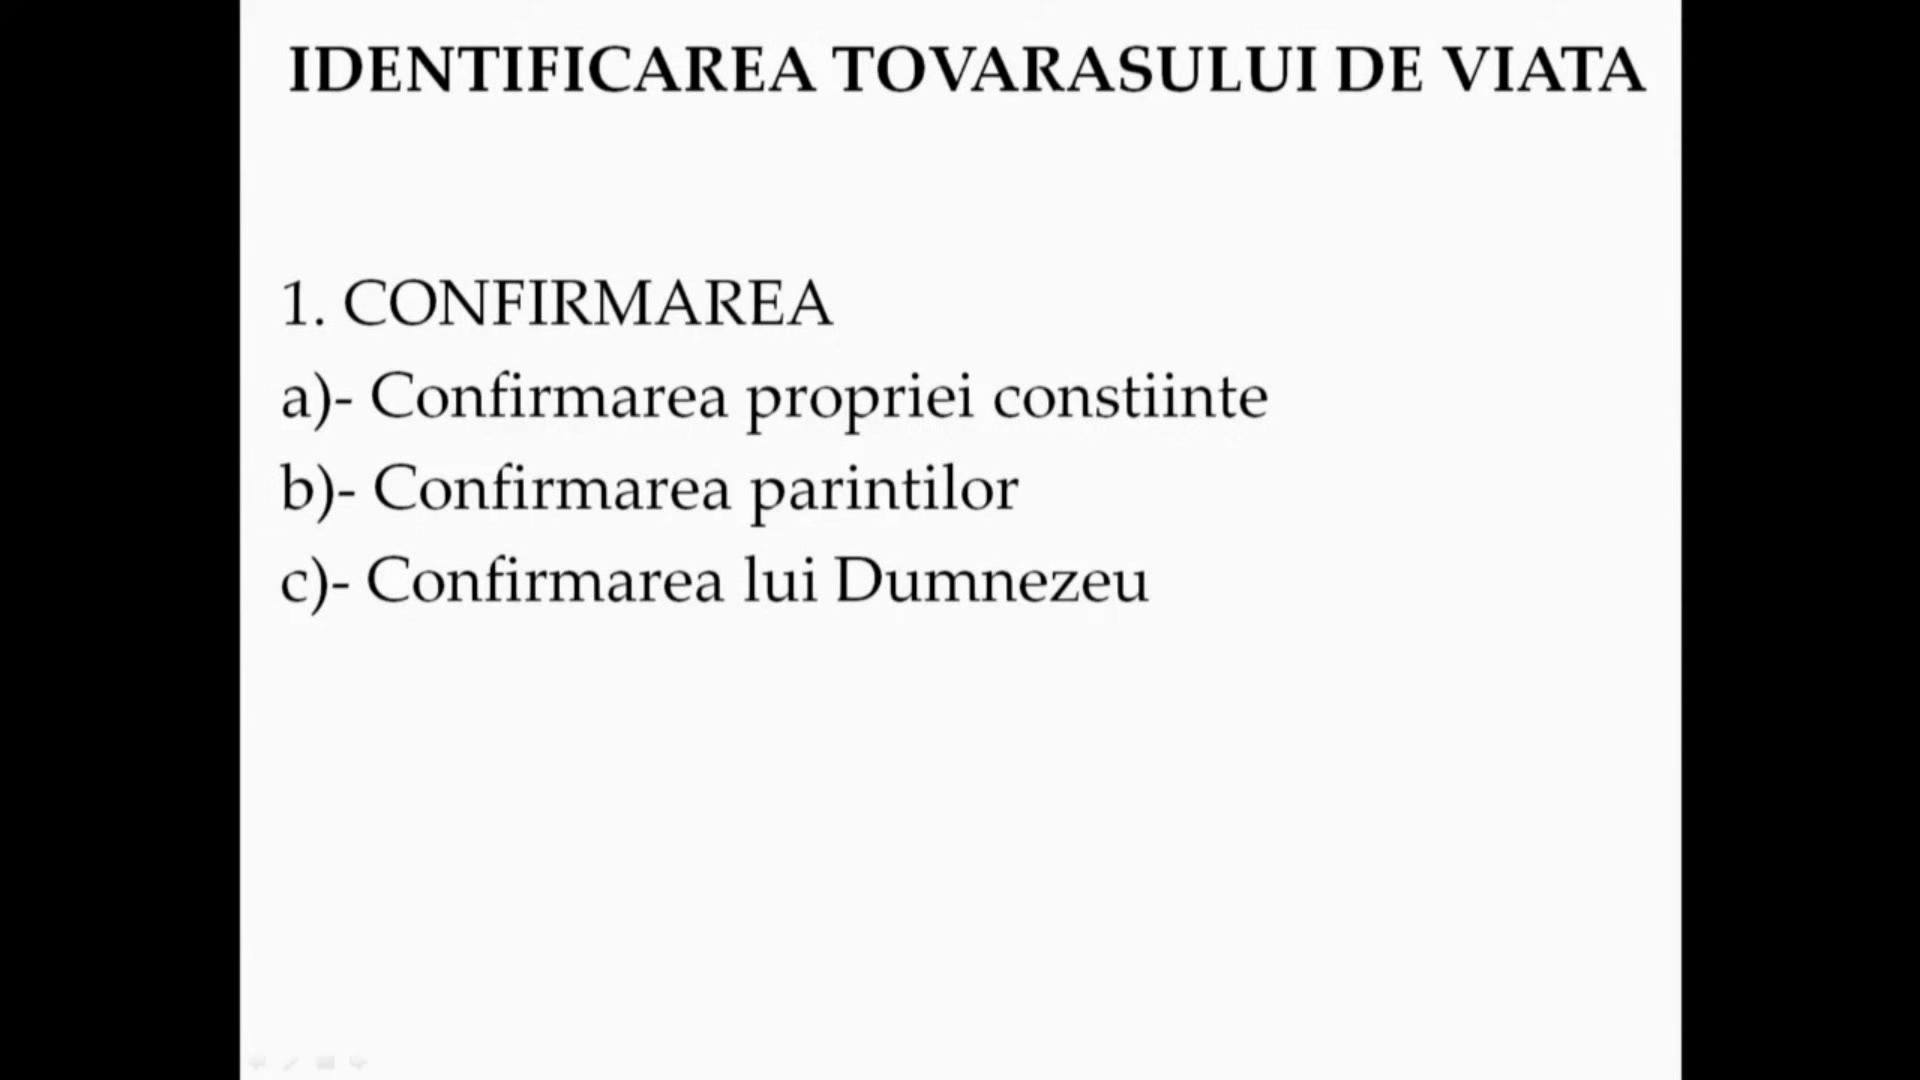 IDENTIFICAREA TOVARASULUI DE VIATA
1. CONFIRMAREA
a)- Confirmarea propriei constiinte
b)- Confirmarea parintilor
c)- Confirmarea lui Dumnezeu